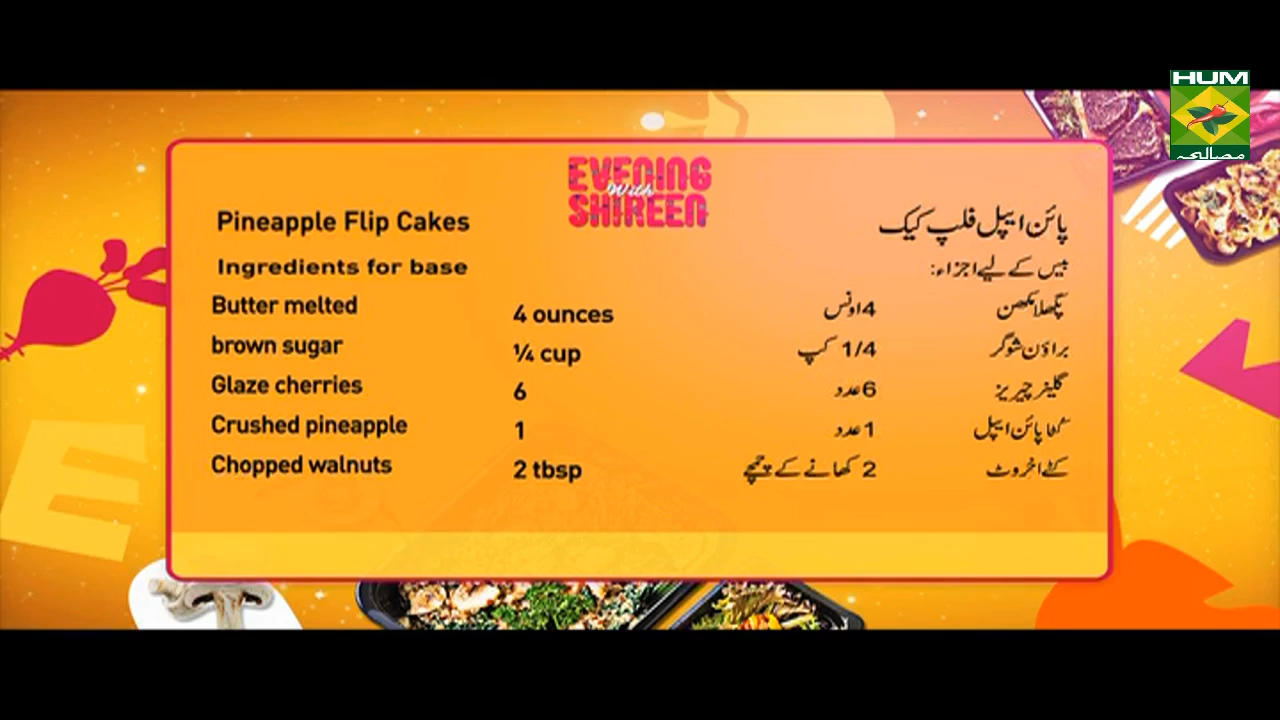 HUM
مصالحہ
EVENING
With
SHIREEN
Pineapple Flip Cakes
پائن ایپل فلپ کیک
Ingredients for base
بیس کے لیے اجزاء:
Butter melted 4 ounces
پگھلا مکھن 4 اونس
brown sugar ¼ cup
براؤن شوگر 1/4 کپ
Glaze cherries 6
گلیز چیریز 6 عدد
Crushed pineapple 1
پائن ایپل 1 عدد
Chopped walnuts 2 tbsp
کٹے اخروٹ 2 کھانے کے چمچے